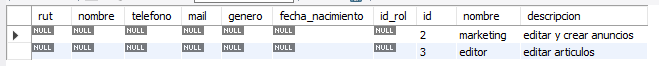 rut nombre telefono mail genero fecha_nacimiento id_rol id nombre descripcion
NULL NULL NULL NULL NULL NULL NULL 2 marketing editar y crear anuncios
NULL NULL NULL NULL NULL NULL NULL 3 editor editar articulos